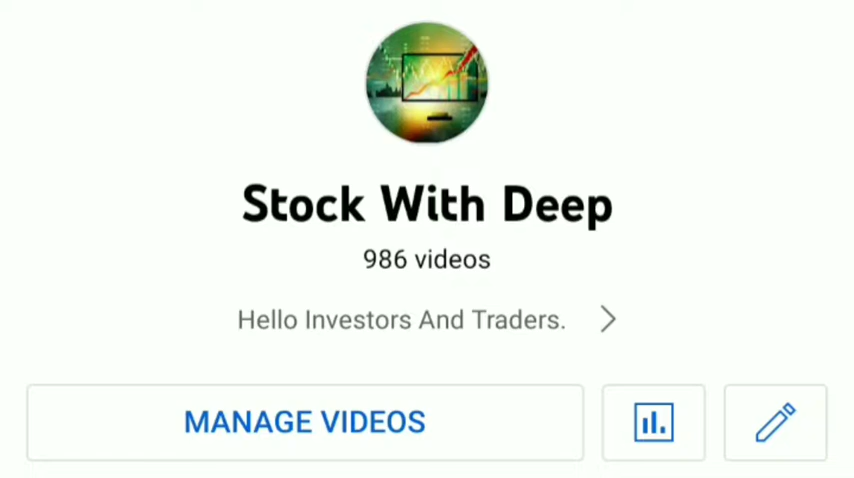 Stock With Deep
986 videos
Hello Investors And Traders.
MANAGE VIDEOS